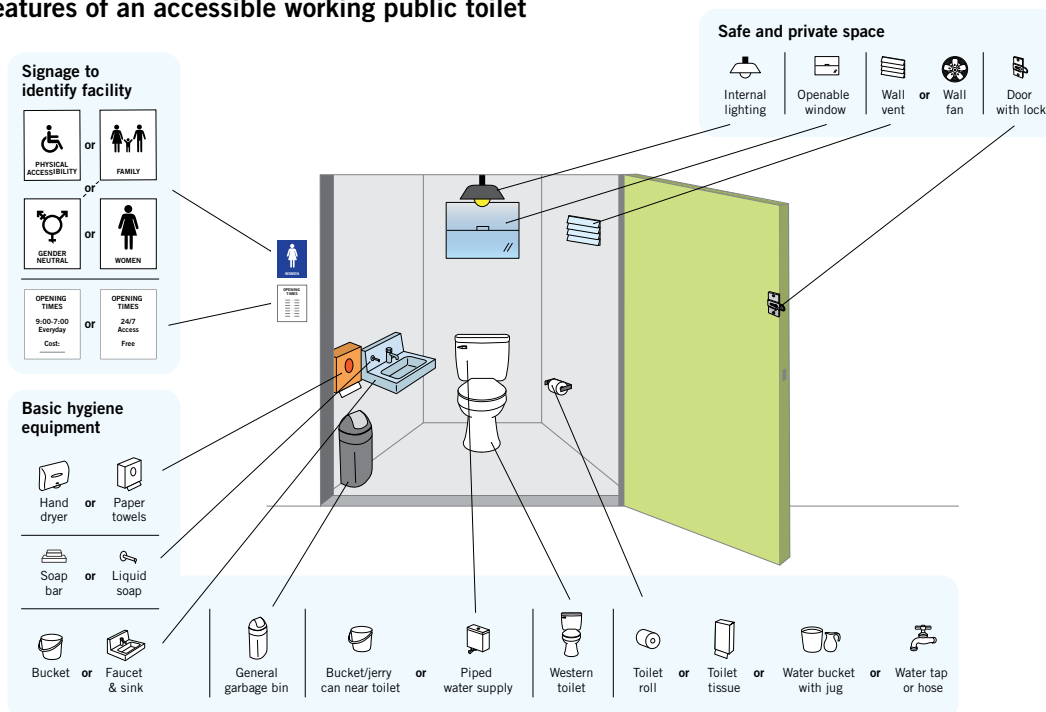 eatures of an accessible working public toilet
Signage to
identify facility
PHYSICAL
ACCESSIBILITY
or
FAMILY
or
GENDER
NEUTRAL
or
WOMEN
OPENING
TIMES
9:00-7:00
Everyday
Cost:
or
OPENING
TIMES
24/7
Access
Free
Safe and private space
Internal
lighting
Openable
window
Wall
vent
or
Wall
fan
Door
with lock
WOMEN
OPENING
TIMES
Basic hygiene
equipment
Hand
dryer
or
Paper
towels
Soap
bar
or
Liquid
soap
Bucket
or
Faucet
& sink
General
garbage bin
Bucket/jerry
can near toilet
or
Piped
water supply
Western
toilet
Toilet
roll
or
Toilet
tissue
or
Water bucket
with jug
or
Water tap
or hose